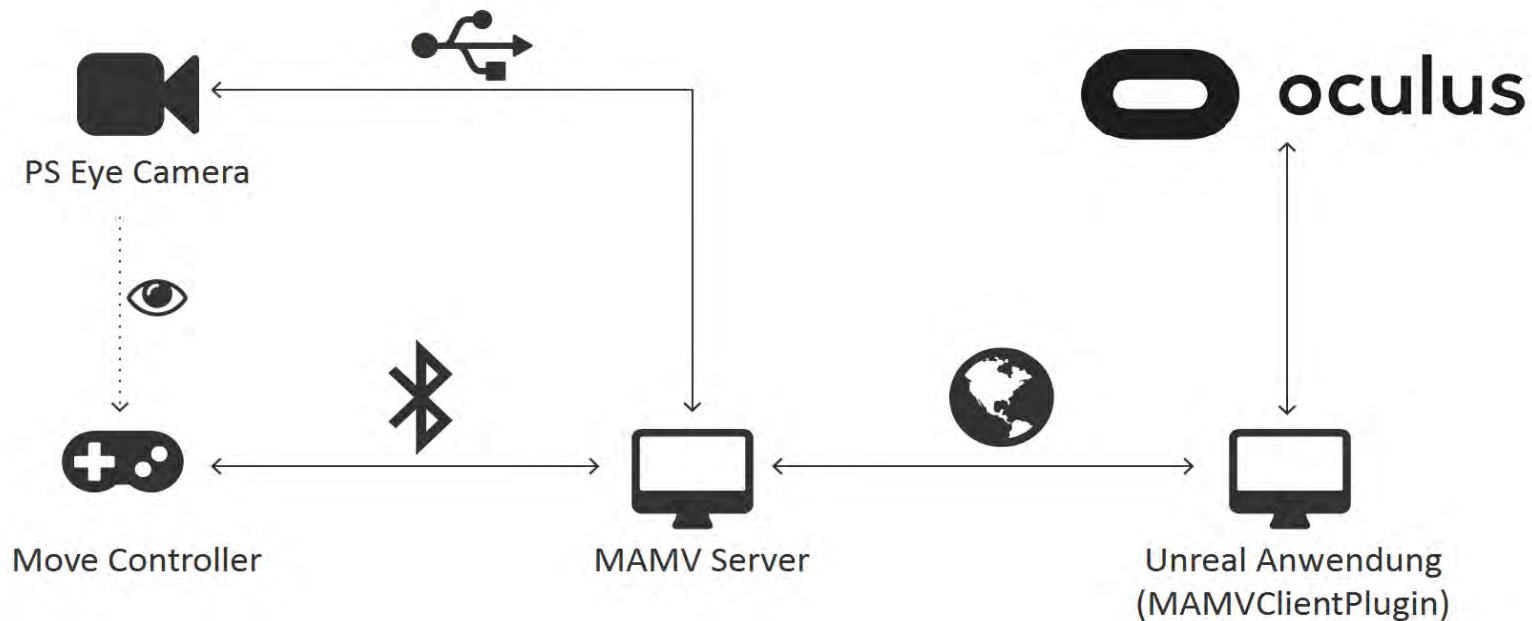 oculus
PS Eye Camera
Move Controller
MAMV Server
Unreal Anwendung
(MAMVClientPlugin)